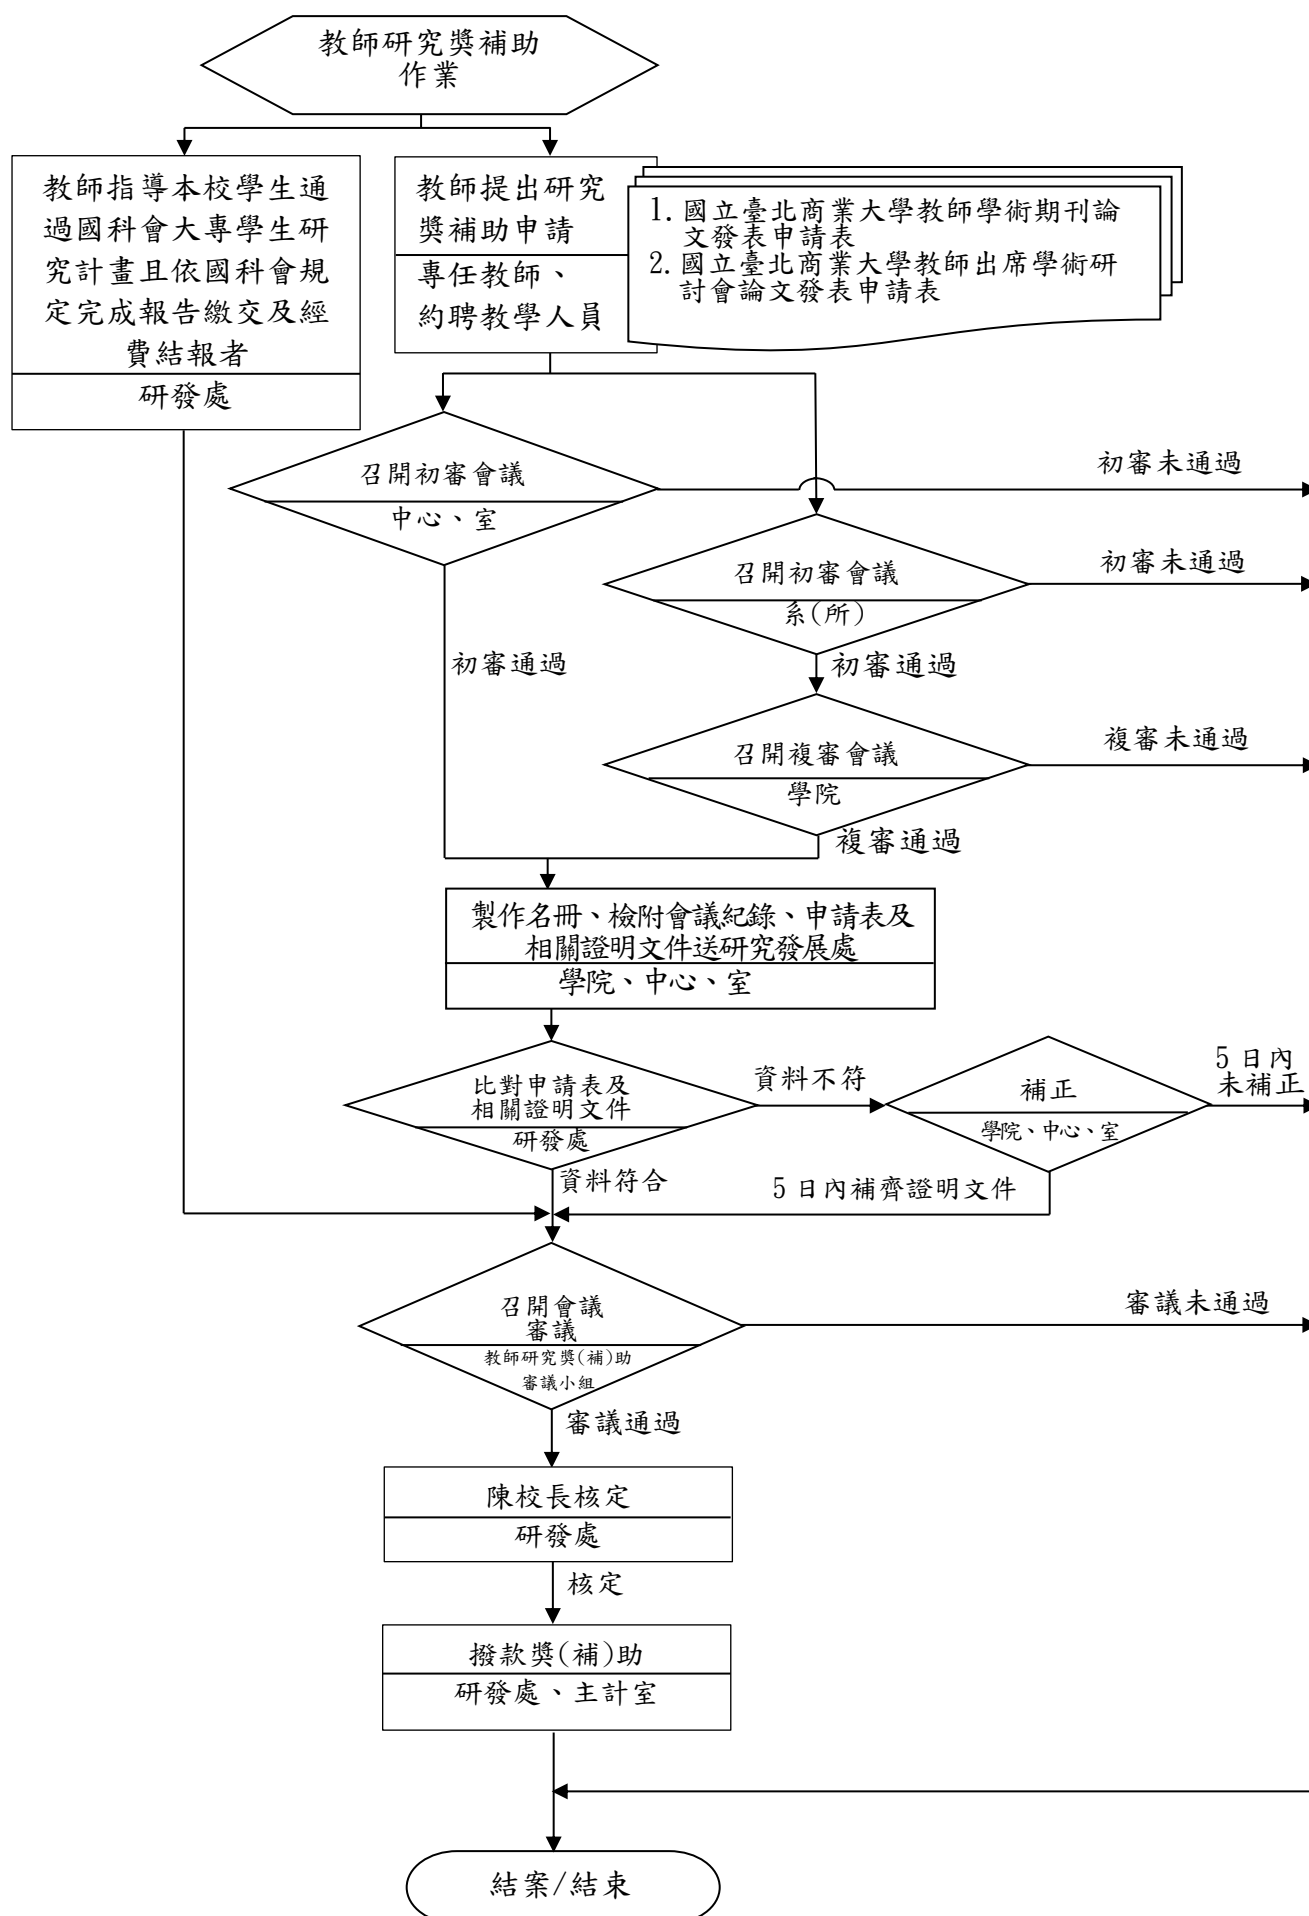 教師研究獎補助
作業
教師指導本校學生通
過國科會大專學生研
究計畫且依國科會規
定完成報告繳交及經
費結報者
研發處
教師提出研究
獎補助申請
專任教師、
約聘教學人員
1. 國立臺北商業大學教師學術期刊論
文發表申請表
2. 國立臺北商業大學教師出席學術研
討會論文發表申請表
召開初審會議
中心、室
初審未通過
召開初審會議
系(所)
初審未通過
初審通過
初審通過
召開複審會議
學院
複審未通過
複審通過
製作名冊、檢附會議紀錄、申請表及
相關證明文件送研究發展處
學院、中心、室
比對申請表及
相關證明文件
研發處
資料不符
補正
學院、中心、室
5 日內
未補正
資料符合
5 日內補齊證明文件
召開會議
審議
教師研究獎(補)助
審議小組
審議未通過
審議通過
陳校長核定
研發處
核定
撥款獎(補)助
研發處、主計室
結案/結束